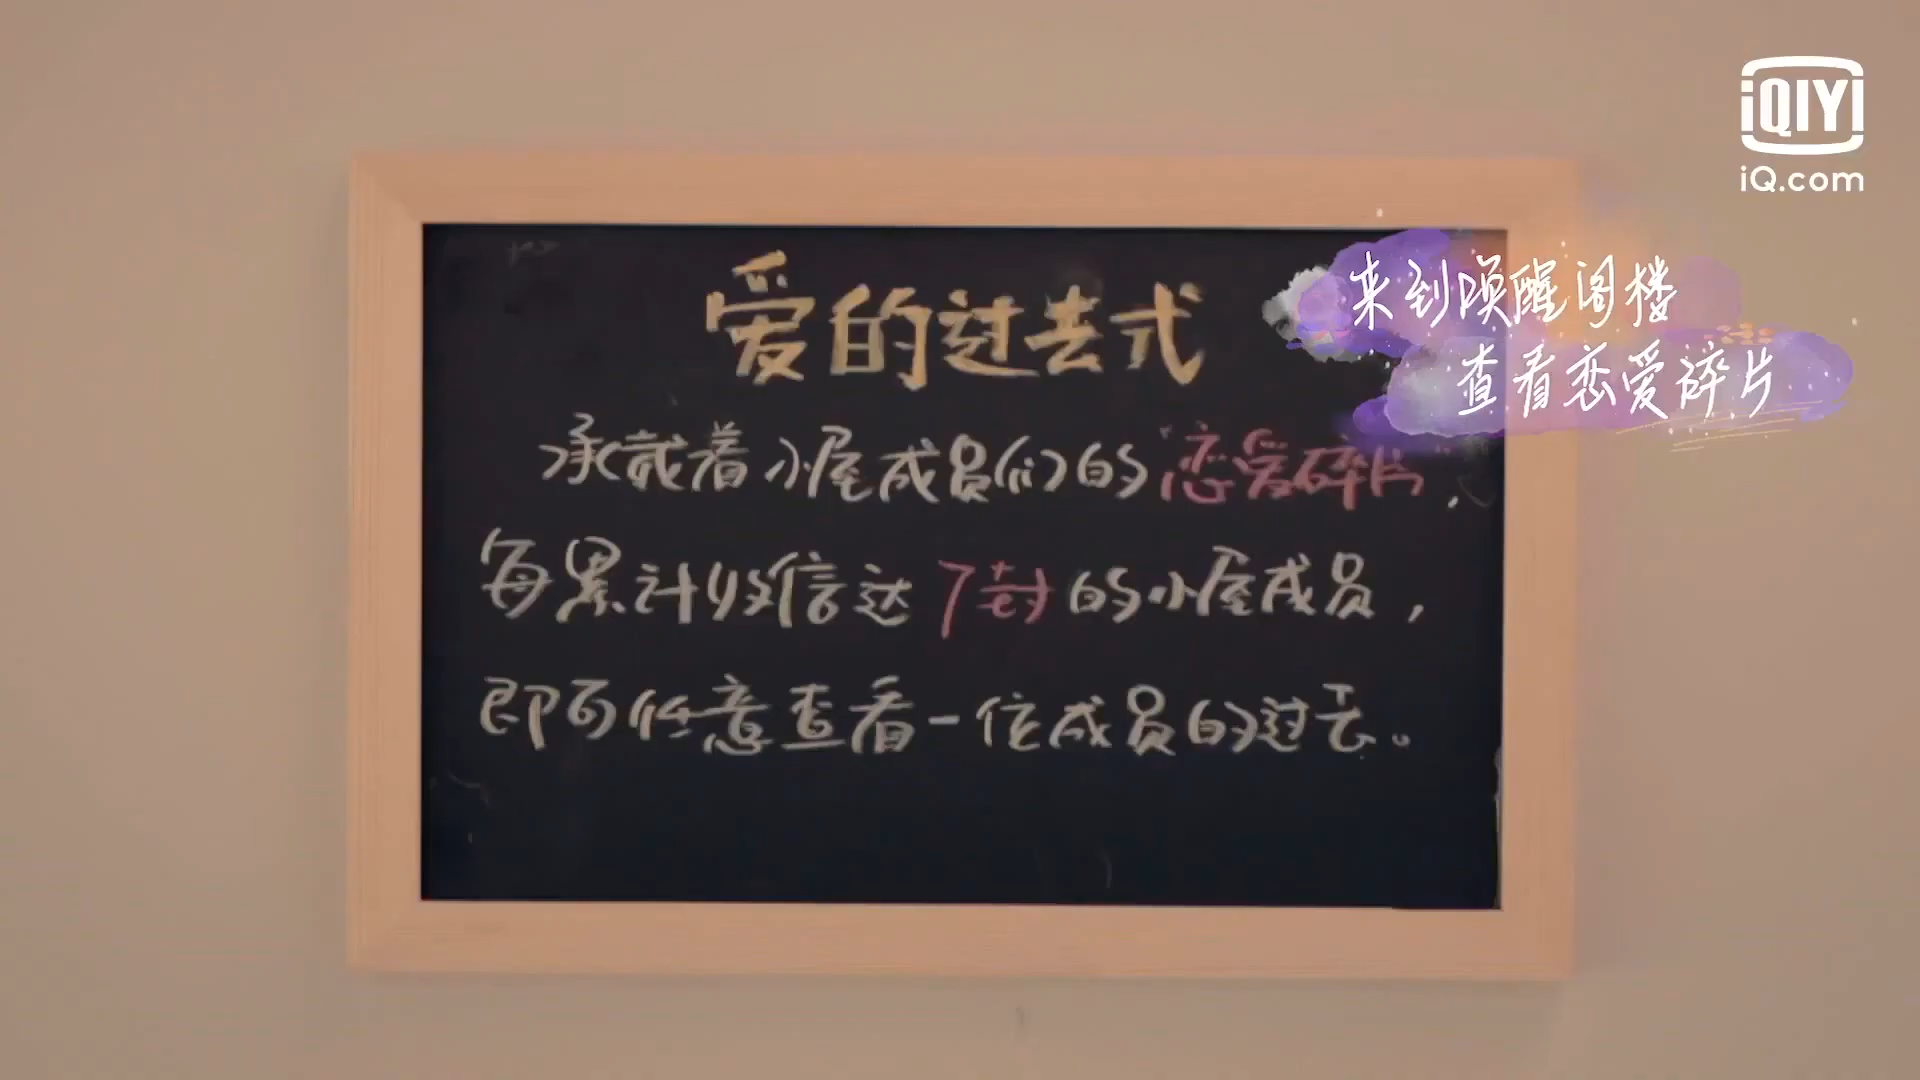 iQIYI
iQ.com
来到唤醒阁楼
查看恋爱碎片
爱的过去式
承载着小屋成员们的“恋爱碎片”，
每累计收信达7封的小屋成员，
即可任意查看一位成员的过去。